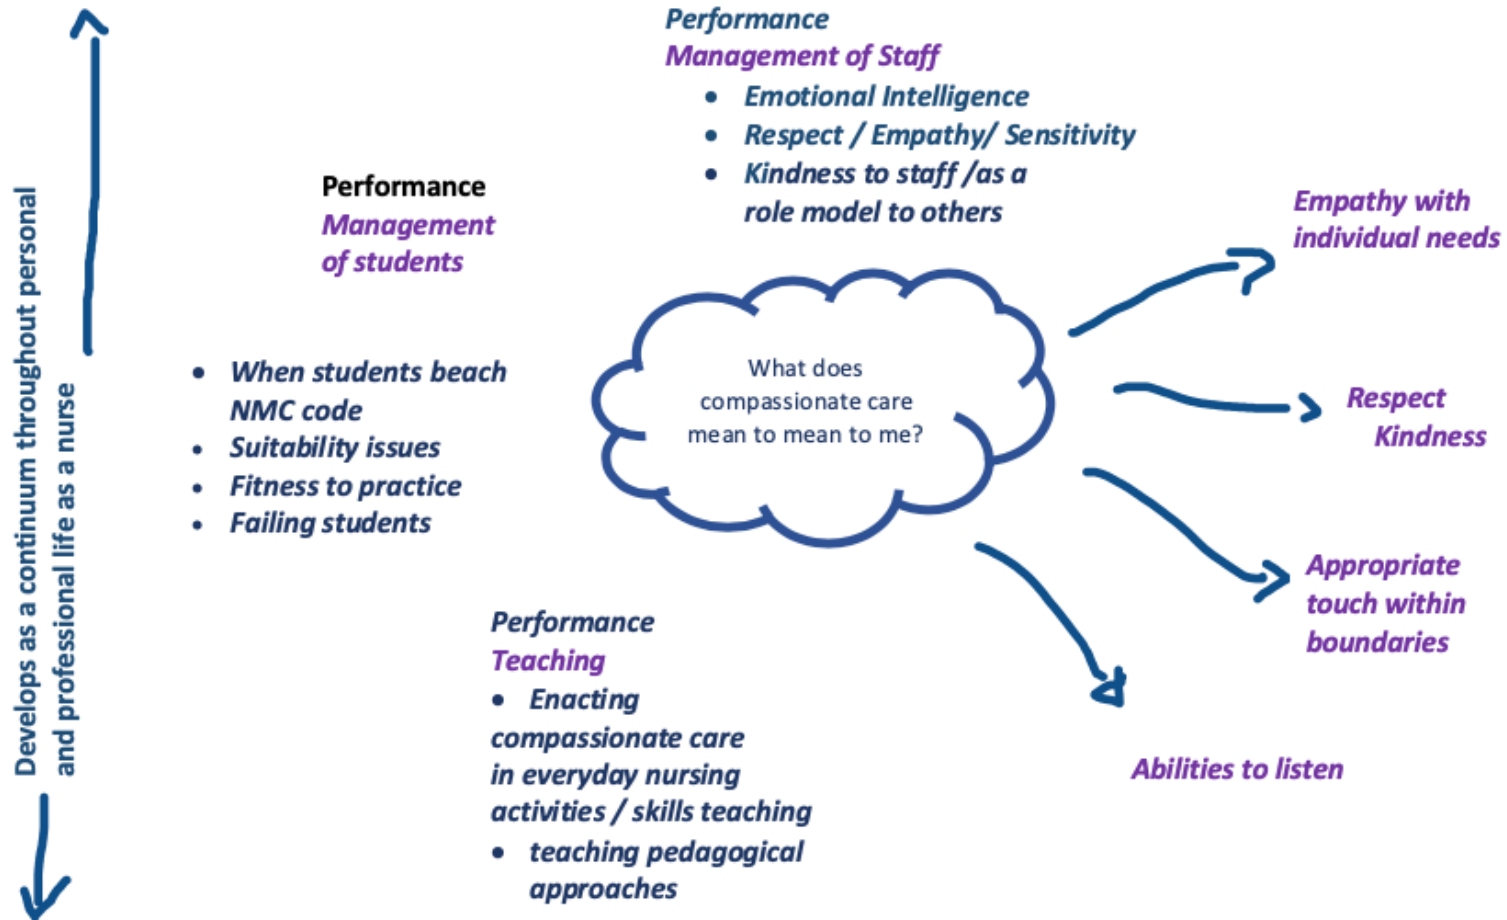 Develops as a continuum throughout personal
and professional life as a nurse
Performance
Management of Staff
• Emotional Intelligence
• Respect / Empathy/ Sensitivity
• Kindness to staff /as a
role model to others
Performance
Management
of students
• When students beach
NMC code
• Suitability issues
• Fitness to practice
• Failing students
What does
compassionate care
mean to mean to me?
Empathy with
individual needs
Respect
Kindness
Appropriate
touch within
boundaries
Abilities to listen
Performance
Teaching
• Enacting
compassionate care
in everyday nursing
activities / skills teaching
• teaching pedagogical
approaches